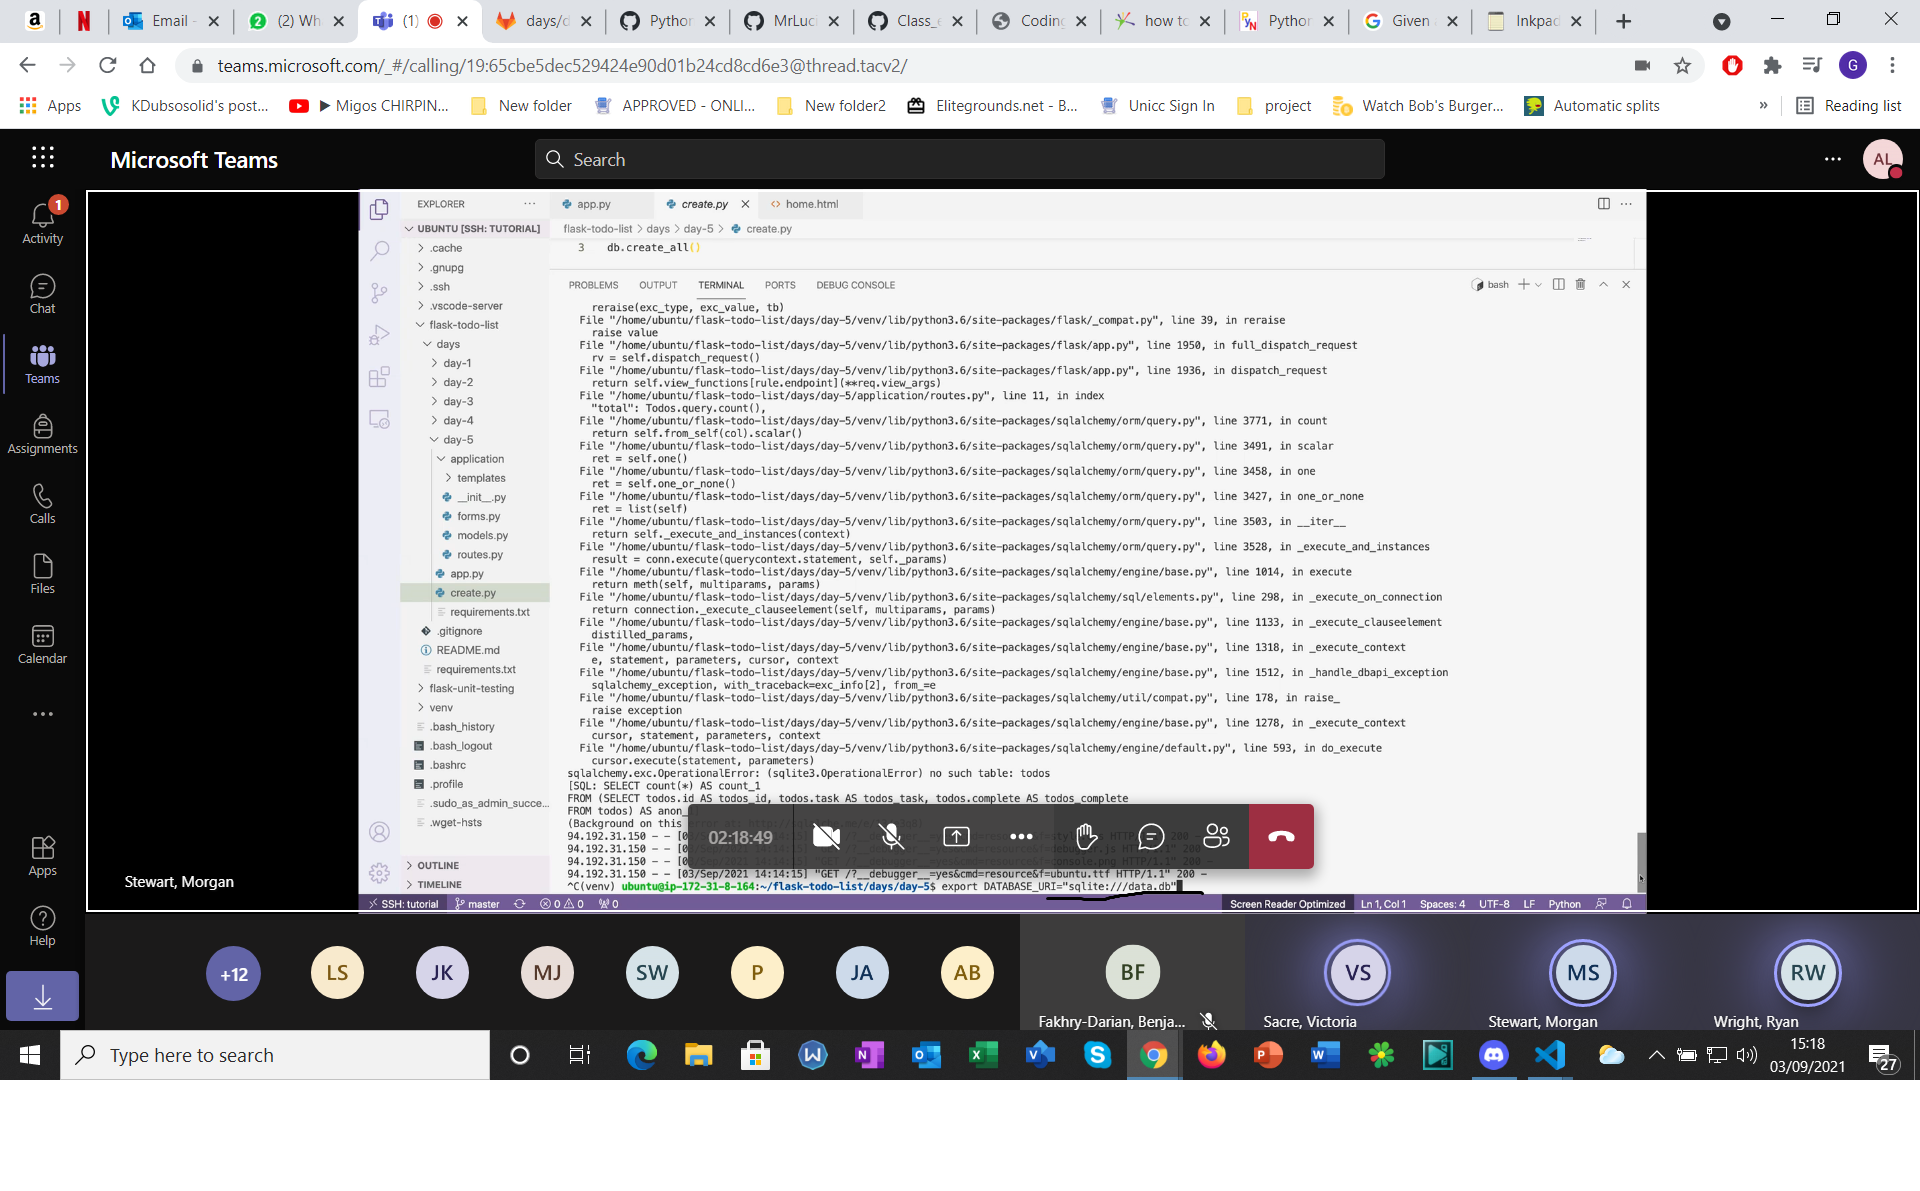 Email
(2) Wh
(1)
days/d
Python
MrLuci
Class_e
Coding
how to
Python
Given
Inkpad
teams.microsoft.com/_#/calling/19:65cbe5dec529424e90d01b24cd8cd6e3@thread.tacv2/
G
Apps
KDubsosolid's post...
▶ Migos CHIRPIN...
New folder
APPROVED - ONLI...
New folder2
Elitegrounds.net - B...
Unicc Sign In
project
Watch Bob's Burger...
Automatic splits
»
Reading list
Microsoft Teams
Search
AL
1
Activity
Chat
Teams
Assignments
Calls
Files
Calendar
Apps
Help
EXPLORER
UBUNTU [SSH: TUTORIAL]
.cache
.gnupg
.ssh
.vscode-server
flask-todo-list
days
day-1
day-2
day-3
day-4
day-5
application
templates
__init__.py
forms.py
models.py
routes.py
app.py
create.py
requirements.txt
.gitignore
README.md
requirements.txt
flask-unit-testing
venv
.bash_history
.bash_logout
.bashrc
.profile
.sudo_as_admin_succe...
.wget-hsts
OUTLINE
TIMELINE
app.py
create.py
home.html
flask-todo-list > days > day-5 > create.py
3 db.create_all()
PROBLEMS OUTPUT TERMINAL PORTS DEBUG CONSOLE
bash
reraise(exc_type, exc_value, tb)
File "/home/ubuntu/flask-todo-list/days/day-5/venv/lib/python3.6/site-packages/flask/_compat.py", line 39, in reraise
raise value
File "/home/ubuntu/flask-todo-list/days/day-5/venv/lib/python3.6/site-packages/flask/app.py", line 1950, in full_dispatch_request
rv = self.dispatch_request()
File "/home/ubuntu/flask-todo-list/days/day-5/venv/lib/python3.6/site-packages/flask/app.py", line 1936, in dispatch_request
return self.view_functions[rule.endpoint](**req.view_args)
File "/home/ubuntu/flask-todo-list/days/day-5/application/routes.py", line 11, in index
"total": Todos.query.count(),
File "/home/ubuntu/flask-todo-list/days/day-5/venv/lib/python3.6/site-packages/sqlalchemy/orm/query.py", line 3771, in count
return self.from_self(col).scalar()
File "/home/ubuntu/flask-todo-list/days/day-5/venv/lib/python3.6/site-packages/sqlalchemy/orm/query.py", line 3491, in scalar
ret = self.one()
File "/home/ubuntu/flask-todo-list/days/day-5/venv/lib/python3.6/site-packages/sqlalchemy/orm/query.py", line 3458, in one
ret = self.one_or_none()
File "/home/ubuntu/flask-todo-list/days/day-5/venv/lib/python3.6/site-packages/sqlalchemy/orm/query.py", line 3427, in one_or_none
ret = list(self)
File "/home/ubuntu/flask-todo-list/days/day-5/venv/lib/python3.6/site-packages/sqlalchemy/orm/query.py", line 3503, in __iter__
return self._execute_and_instances(context)
File "/home/ubuntu/flask-todo-list/days/day-5/venv/lib/python3.6/site-packages/sqlalchemy/orm/query.py", line 3528, in _execute_and_instances
result = conn.execute(querycontext.statement, self._params)
File "/home/ubuntu/flask-todo-list/days/day-5/venv/lib/python3.6/site-packages/sqlalchemy/engine/base.py", line 1014, in execute
return meth(self, multiparams, params)
File "/home/ubuntu/flask-todo-list/days/day-5/venv/lib/python3.6/site-packages/sqlalchemy/sql/elements.py", line 298, in _execute_on_connection
return connection._execute_clauseelement(self, multiparams, params)
File "/home/ubuntu/flask-todo-list/days/day-5/venv/lib/python3.6/site-packages/sqlalchemy/engine/base.py", line 1133, in _execute_clauseelement
distilled_params,
File "/home/ubuntu/flask-todo-list/days/day-5/venv/lib/python3.6/site-packages/sqlalchemy/engine/base.py", line 1318, in _execute_context
e, statement, parameters, cursor, context
File "/home/ubuntu/flask-todo-list/days/day-5/venv/lib/python3.6/site-packages/sqlalchemy/engine/base.py", line 1512, in _handle_dbapi_exception
sqlalchemy_exception, with_traceback=exc_info[2], from_=e
File "/home/ubuntu/flask-todo-list/days/day-5/venv/lib/python3.6/site-packages/sqlalchemy/util/compat.py", line 178, in raise_
raise exception
File "/home/ubuntu/flask-todo-list/days/day-5/venv/lib/python3.6/site-packages/sqlalchemy/engine/base.py", line 1278, in _execute_context
cursor, statement, parameters, context
File "/home/ubuntu/flask-todo-list/days/day-5/venv/lib/python3.6/site-packages/sqlalchemy/engine/default.py", line 593, in do_execute
cursor.execute(statement, parameters)
sqlalchemy.exc.OperationalError: (sqlite3.OperationalError) no such table: todos
[SQL: SELECT count(*) AS count_1
FROM (SELECT todos.id AS todos_id, todos.task AS todos_task, todos.complete AS todos_complete
FROM todos) AS anon_
(Background on this
94.192.31.150 - - [0
94.192.31.150 - - [0
94.192.31.150 - - [03/Sep/2021 14:14:15] "GET /?__debugger__=yes&cmd=resource&f=console.png HTTP/1.1" 200 -
94.192.31.150 - - [03/Sep/2021 14:14:15] "GET /?__debugger__=yes&cmd=resource&f=ubuntu.ttf HTTP/1.1" 200 -
^C(venv) ubuntu@ip-172-31-8-164:~/flask-todo-list/days/day-5$ export DATABASE_URI="sqlite:///data.db"
02:18:49
Stewart, Morgan
SSH: tutorial master 0 0 0 Screen Reader Optimized Ln 1, Col 1 Spaces: 4 UTF-8 LF Python
+12 LS JK MJ SW P JA AB BF VS MS RW
Fakhry-Darian, Benja...
Sacre, Victoria
Stewart, Morgan
Wright, Ryan
Type here to search
15:18
03/09/2021
27